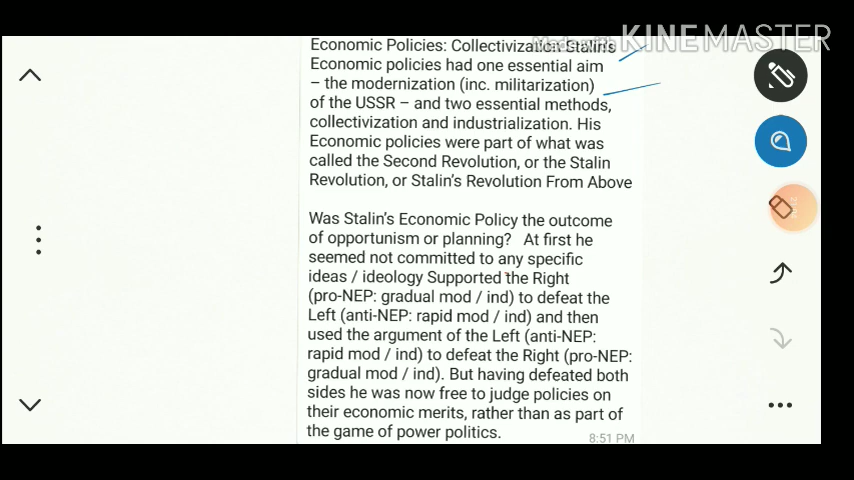 Made with KINEMASTER
Economic Policies: Collectivization Stalin's
Economic policies had one essential aim
– the modernization (inc. militarization)
of the USSR – and two essential methods,
collectivization and industrialization. His
Economic policies were part of what was
called the Second Revolution, or the Stalin
Revolution, or Stalin's Revolution From Above
Was Stalin's Economic Policy the outcome
of opportunism or planning? At first he
seemed not committed to any specific
ideas / ideology Supported the Right
(pro-NEP: gradual mod / ind) to defeat the
Left (anti-NEP: rapid mod / ind) and then
used the argument of the Left (anti-NEP:
rapid mod / ind) to defeat the Right (pro-NEP:
gradual mod / ind). But having defeated both
sides he was now free to judge policies on
their economic merits, rather than as part of
the game of power politics.
8:51 PM